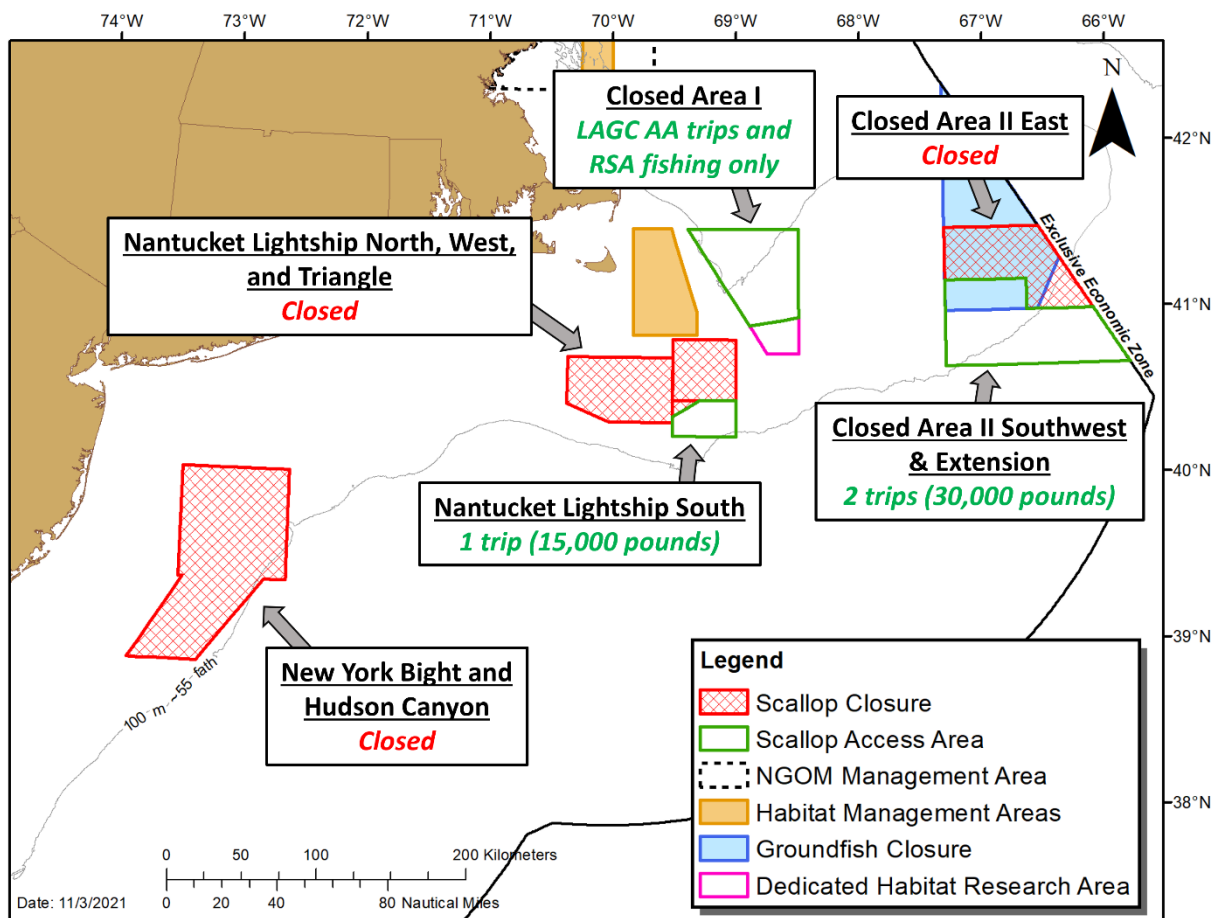 74°W 73°W 72°W 71°W 70°W 69°W 68°W 67°W 66°W
N
Closed Area I
LAGC AA trips and
RSA fishing only
Closed Area II East
Closed
42°N
Nantucket Lightship North, West,
and Triangle
Closed
Exclusive Economic Zone
41°N
Closed Area II Southwest
& Extension
2 trips (30,000 pounds)
40°N
Nantucket Lightship South
1 trip (15,000 pounds)
39°N
New York Bight and
Hudson Canyon
Closed
100 m ~55 fath
Legend
Scallop Closure
Scallop Access Area
NGOM Management Area
Habitat Management Areas
Groundfish Closure
Dedicated Habitat Research Area
38°N
0 50 100 200 Kilometers
0 20 40 80 Nautical Miles
Date: 11/3/2021